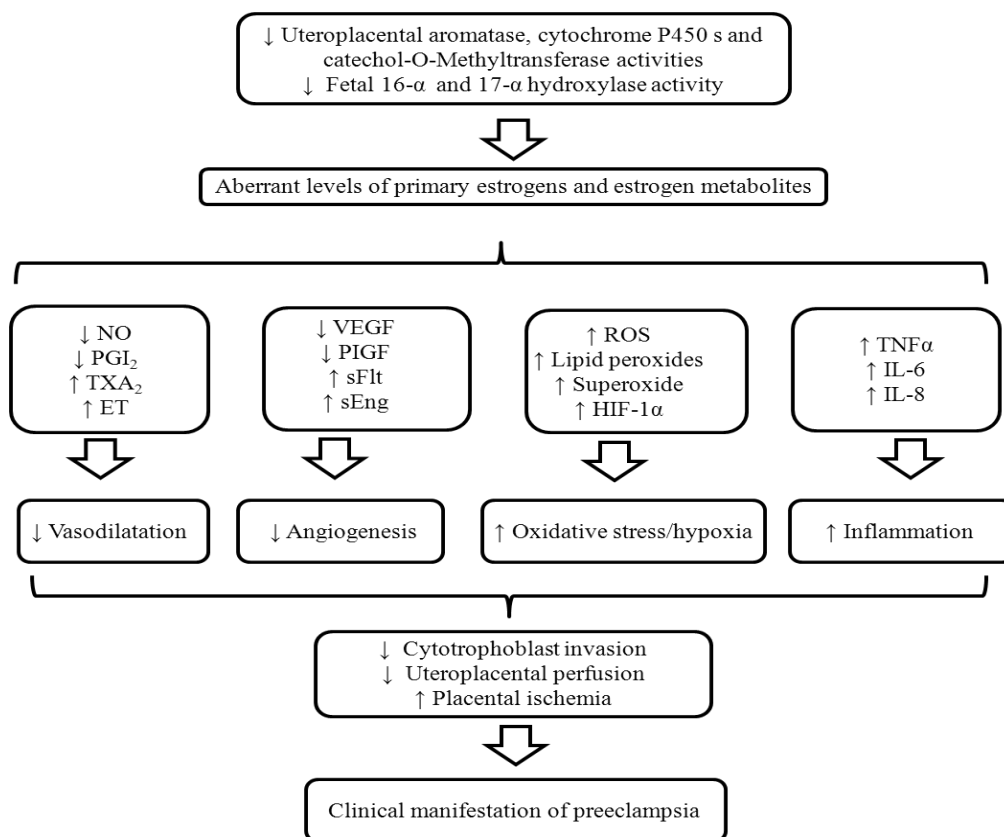 ↓ Uteroplacental aromatase, cytochrome P450 s and
catechol-O-Methyltransferase activities
↓ Fetal 16-α and 17-α hydroxylase activity
Aberrant levels of primary estrogens and estrogen metabolites
↓ NO
↓ PGI₂
↑ TXA₂
↑ ET
↓ VEGF
↓ PIGF
↑ sFlt
↑ sEng
↑ ROS
↑ Lipid peroxides
↑ Superoxide
↑ HIF-1α
↑ TNFα
↑ IL-6
↑ IL-8
↓ Vasodilatation
↓ Angiogenesis
↑ Oxidative stress/hypoxia
↑ Inflammation
↓ Cytotrophoblast invasion
↓ Uteroplacental perfusion
↑ Placental ischemia
Clinical manifestation of preeclampsia